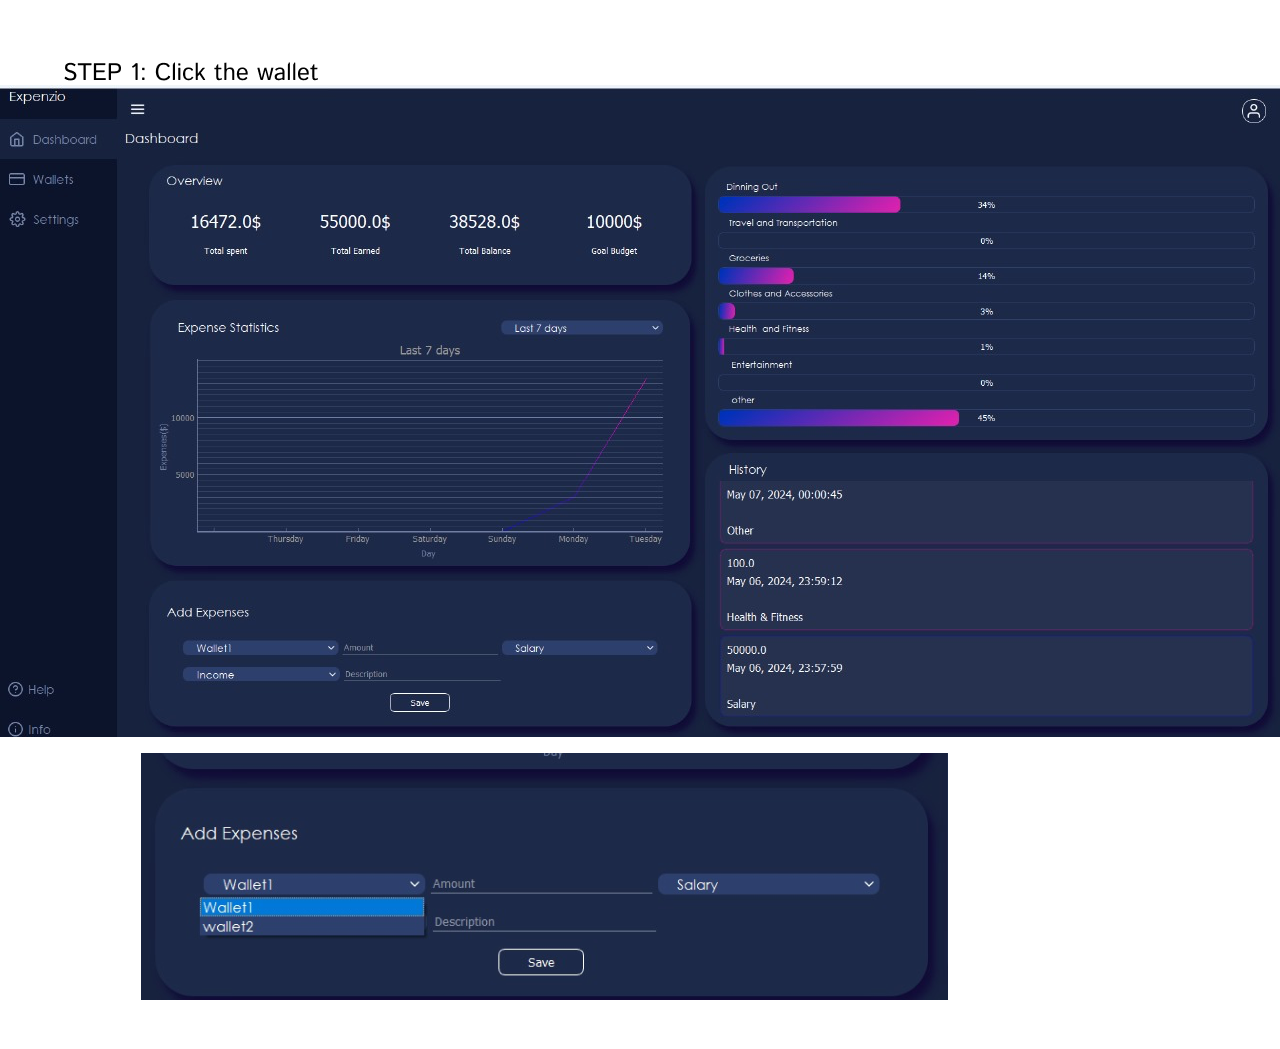 STEP 1: Click the wallet
Expenzio
Dashboard
Wallets
Settings
Help
Info
Dashboard
Overview
16472.0$ 55000.0$ 38528.0$ 10000$
Total spent Total Earned Total Balance Goal Budget
Expense Statistics Last 7 days
Last 7 days
Expenses($)
10000
5000
Thursday Friday Saturday Sunday Monday Tuesday
Day
Add Expenses
Wallet1 Amount Salary
Income Description
Save
Dinning Out
34%
Travel and Transportation
0%
Groceries
14%
Clothes and Accessories
3%
Health and Fitness
1%
Entertainment
0%
other
45%
History
May 07, 2024, 00:00:45
Other
100.0
May 06, 2024, 23:59:12
Health & Fitness
50000.0
May 06, 2024, 23:57:59
Salary
Day
Add Expenses
Wallet1 Amount Salary
Wallet1
wallet2 Description
Save